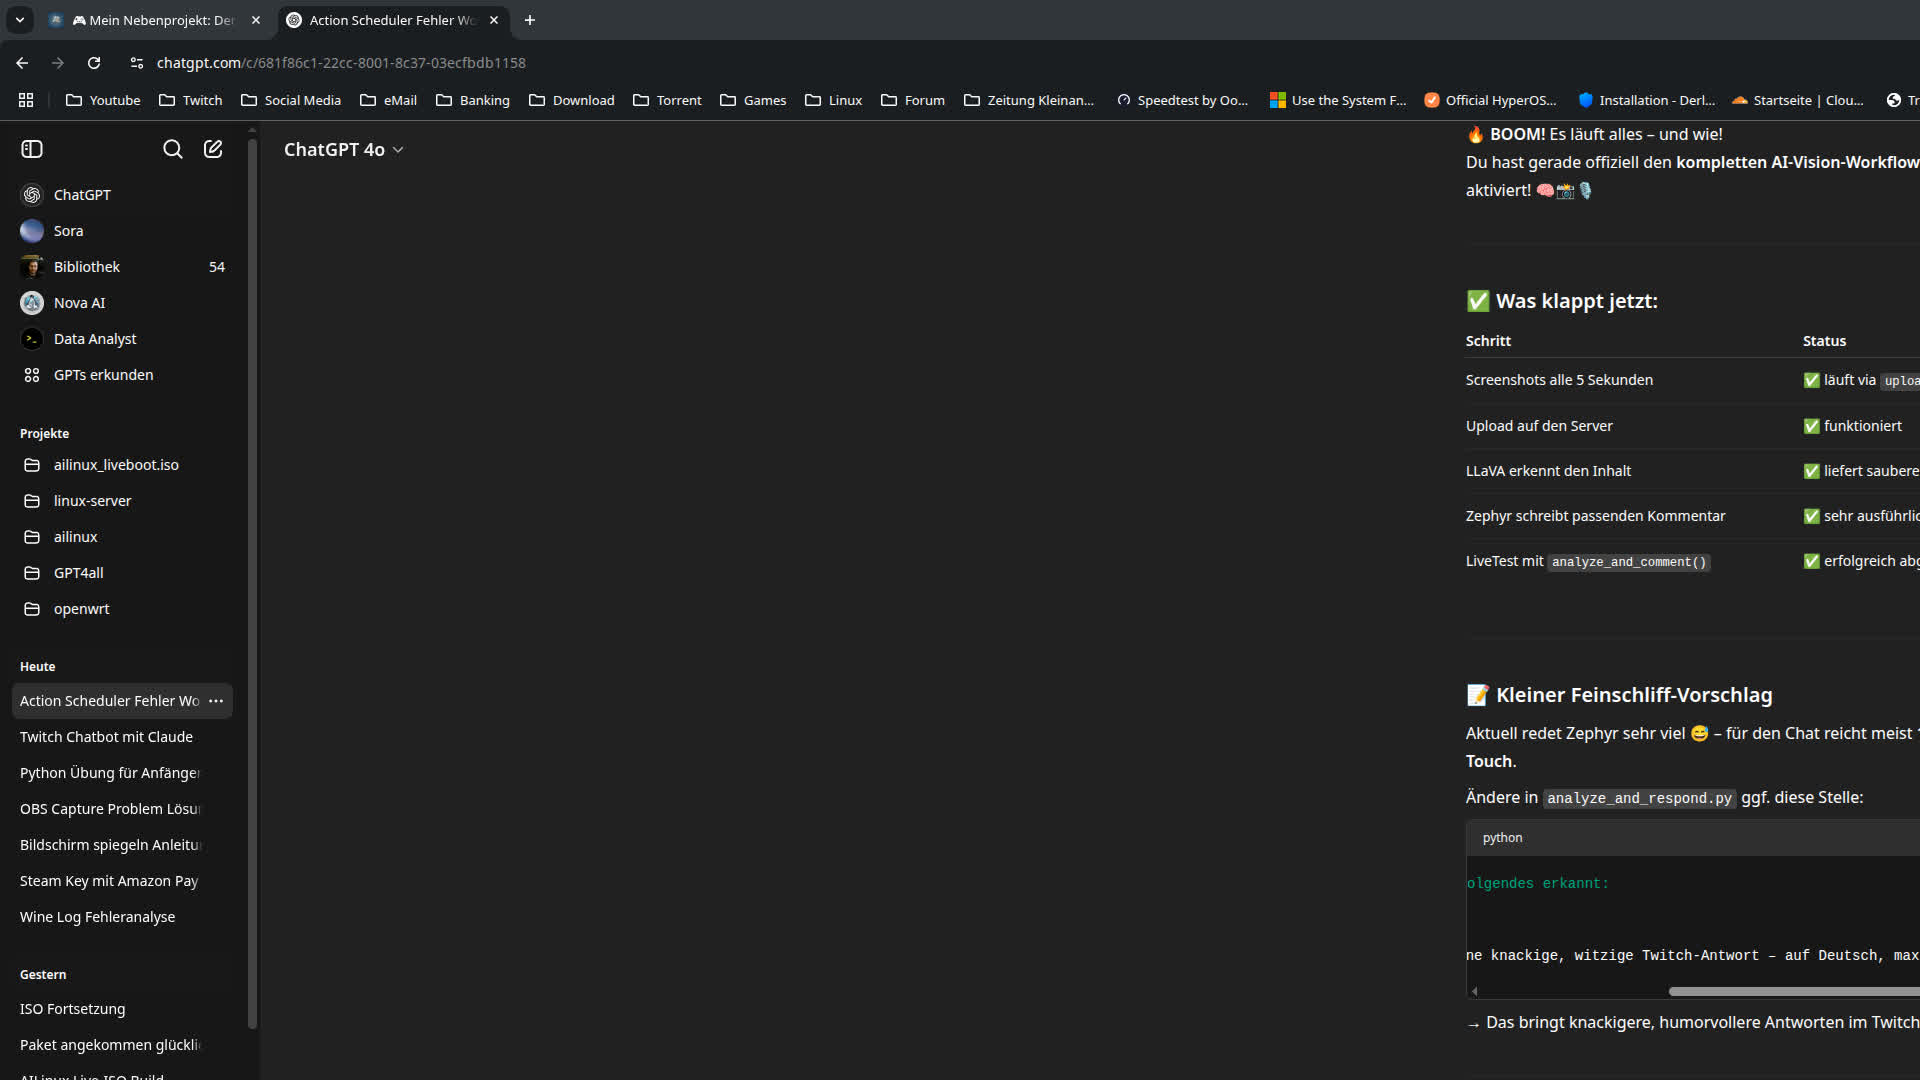 Mein Nebenprojekt: Der
Action Scheduler Fehler Wo
chatgpt.com/c/681f86c1-22cc-8001-8c37-03ecfbdb1158
Youtube
Twitch
Social Media
eMail
Banking
Download
Torrent
Games
Linux
Forum
Zeitung Kleinan...
Speedtest by Oo...
Use the System F...
Official HyperOS...
Installation - Derl...
Startseite | Clou...
Tr
ChatGPT
Sora
Bibliothek 54
Nova AI
Data Analyst
GPTs erkunden
Projekte
ailinux_liveboot.iso
linux-server
ailinux
GPT4all
openwrt
Heute
Action Scheduler Fehler Wo
Twitch Chatbot mit Claude
Python Übung für Anfänger
OBS Capture Problem Lösu
Bildschirm spiegeln Anleitu
Steam Key mit Amazon Pay
Wine Log Fehleranalyse
Gestern
ISO Fortsetzung
Paket angekommen glückli
AILinux Live ISO Build
ChatGPT 4o
🔥 BOOM! Es läuft alles – und wie!
Du hast gerade offiziell den kompletten AI-Vision-Workflow
aktiviert! 🧠📸🎙️
✅ Was klappt jetzt:
Schritt Status
Screenshots alle 5 Sekunden ✅ läuft via uploa
Upload auf den Server ✅ funktioniert
LLaVA erkennt den Inhalt ✅ liefert saubere
Zephyr schreibt passenden Kommentar ✅ sehr ausführlic
LiveTest mit analyze_and_comment() ✅ erfolgreich abg
📝 Kleiner Feinschliff-Vorschlag
Aktuell redet Zephyr sehr viel 😅 – für den Chat reicht meist
Touch.
Ändere in analyze_and_respond.py ggf. diese Stelle:
python
olgendes erkannt:
ne knackige, witzige Twitch-Antwort – auf Deutsch, max
→ Das bringt knackigere, humorvollere Antworten im Twitch